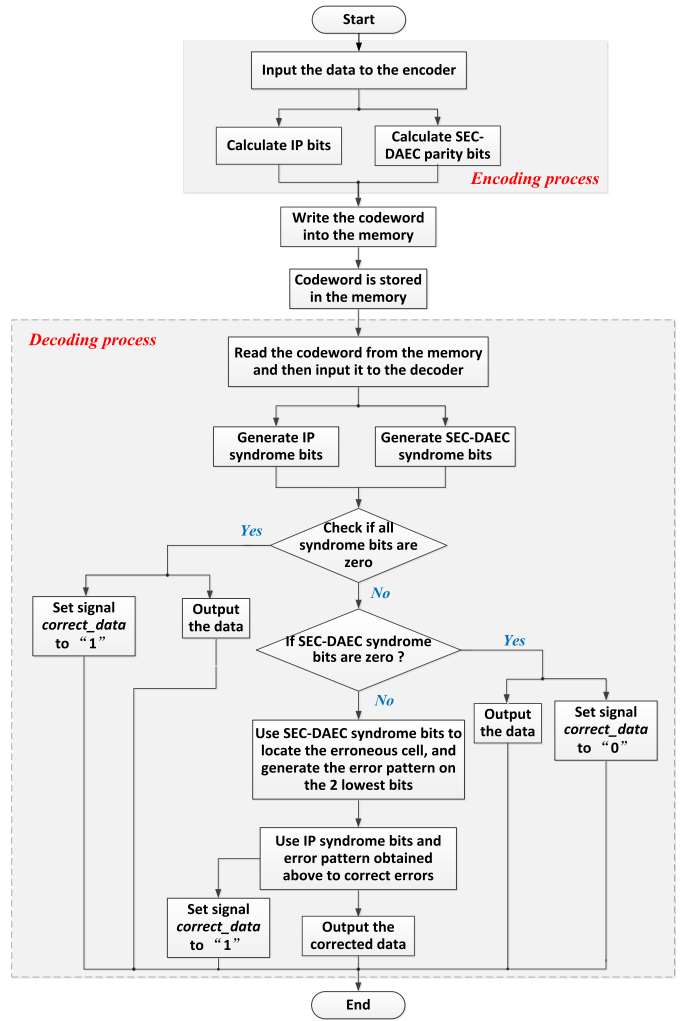 Start
Input the data to the encoder
Calculate IP bits
Calculate SEC-
DAEC parity bits
Encoding process
Write the codeword
into the memory
Codeword is stored
in the memory
Decoding process
Read the codeword from the memory
and then input it to the decoder
Generate IP
syndrome bits
Generate SEC-DAEC
syndrome bits
Check if all
syndrome bits are
zero
Yes
No
Set signal
correct_data
to “1”
Output
the data
If SEC-DAEC syndrome
bits are zero ?
Yes
No
Output
the data
Set signal
correct_data
to “0”
Use SEC-DAEC syndrome bits to
locate the erroneous cell, and
generate the error pattern on
the 2 lowest bits
Use IP syndrome bits and
error pattern obtained
above to correct errors
Set signal
correct_data
to “1”
Output the
corrected data
End